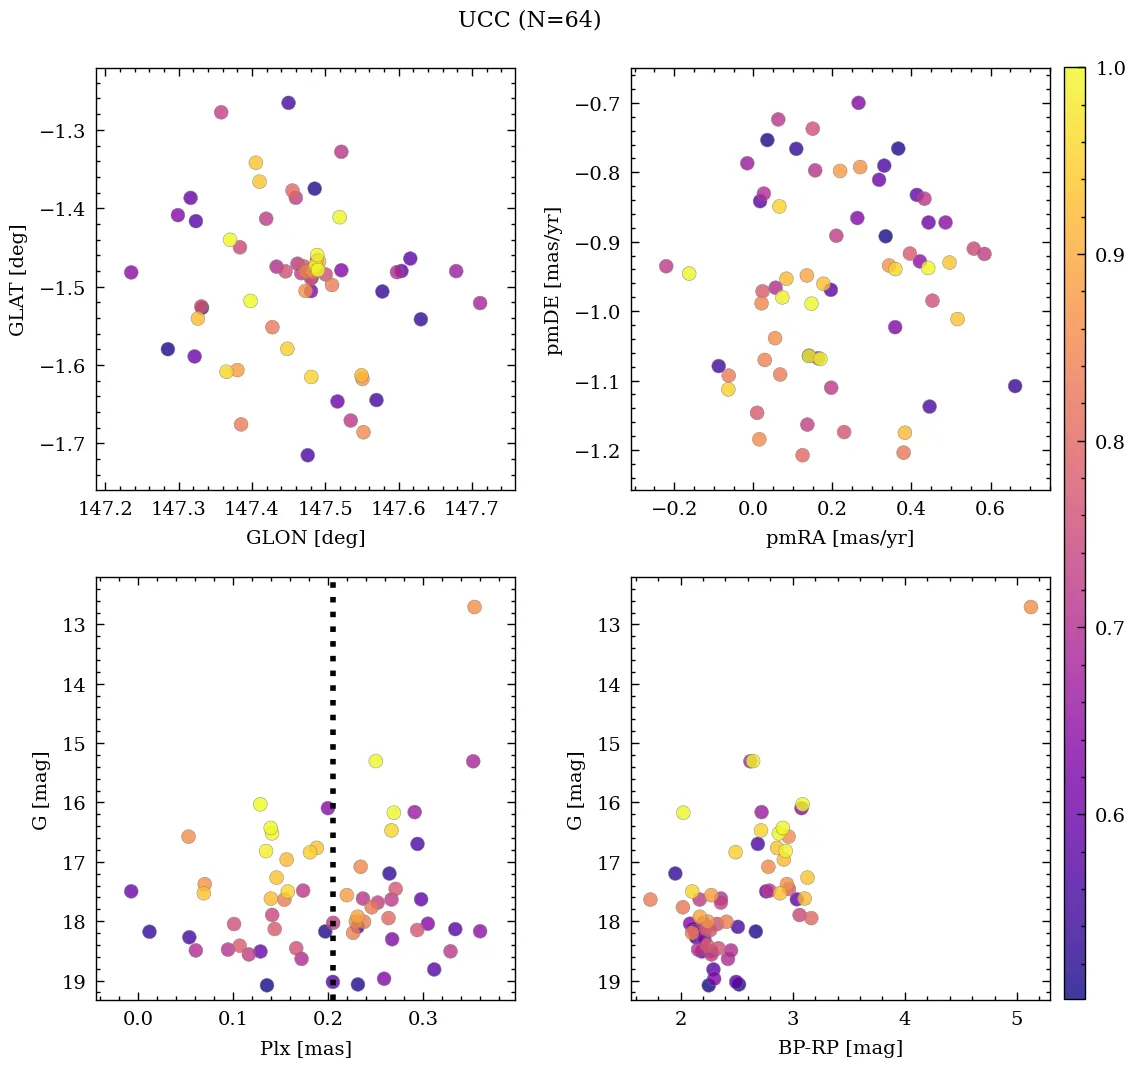 UCC (N=64)
−1.3
−1.4
−1.5
−1.6
−1.7
GLAT [deg]
147.2 147.3 147.4 147.5 147.6 147.7
GLON [deg]
−0.7
−0.8
−0.9
−1.0
−1.1
−1.2
pmDE [mas/yr]
−0.2 0.0 0.2 0.4 0.6
pmRA [mas/yr]
13
14
15
16
17
18
19
G [mag]
0.0 0.1 0.2 0.3
Plx [mas]
13
14
15
16
17
18
19
G [mag]
2 3 4 5
BP-RP [mag]
1.0
0.9
0.8
0.7
0.6